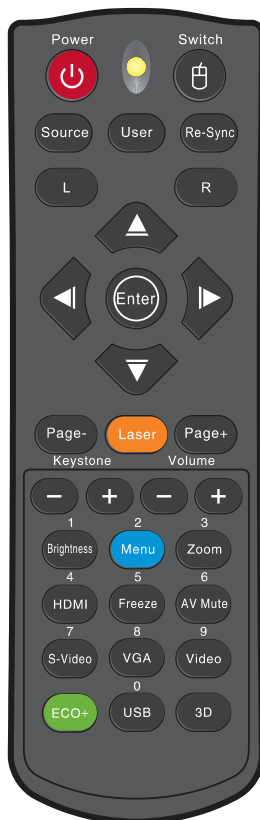 Power Switch
Source User Re-Sync
L R
Enter
Page- Laser Page+
Keystone Volume
− + − +
1 2 3
Brightness Menu Zoom
4 5 6
HDMI Freeze AV Mute
7 8 9
S-Video VGA Video
0
ECO+ USB 3D